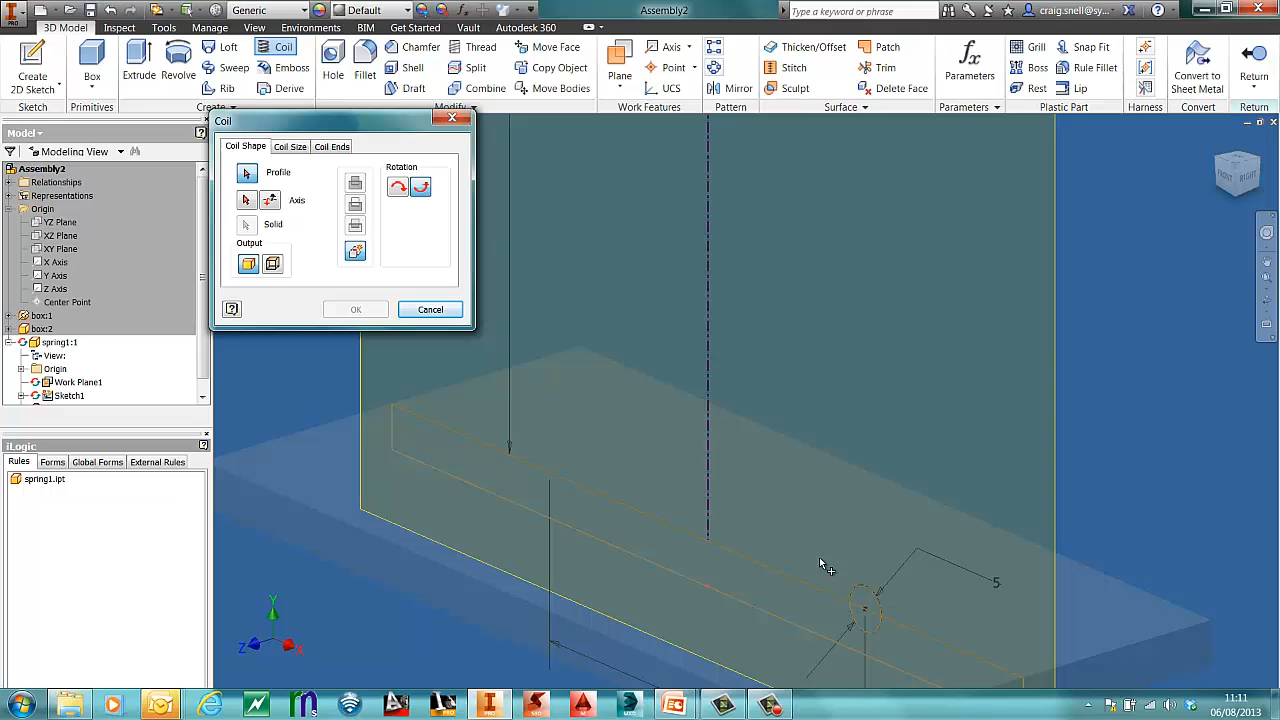 PRO
Generic
Default
Assembly2
Type a keyword or phrase
craig.snell@sy...
3D Model
Inspect
Tools
Manage
View
Environments
BIM
Get Started
Vault
Autodesk 360
Create
2D Sketch
Box
Extrude
Revolve
Loft
Sweep
Rib
Coil
Emboss
Derive
Hole
Fillet
Chamfer
Shell
Draft
Thread
Split
Combine
Move Face
Copy Object
Move Bodies
Plane
Axis
Point
UCS
Mirror
Thicken/Offset
Stitch
Sculpt
Patch
Trim
Delete Face
Parameters
Grill
Boss
Rest
Snap Fit
Rule Fillet
Lip
Convert to
Sheet Metal
Return
Sketch
Primitives
Create
Modify
Work Features
Pattern
Surface
Parameters
Plastic Part
Harness
Convert
Return
Model
Modeling View
Assembly2
Relationships
Representations
Origin
YZ Plane
XZ Plane
XY Plane
X Axis
Y Axis
Z Axis
Center Point
box:1
box:2
spring1:1
View:
Origin
Work Plane1
Sketch1
iLogic
Rules
Forms
Global Forms
External Rules
spring1.ipt
Coil
Coil Shape
Coil Size
Coil Ends
Profile
Axis
Solid
Output
Rotation
OK
Cancel
FRONT
RIGHT
5
Y
Z
X
11:11
06/08/2013